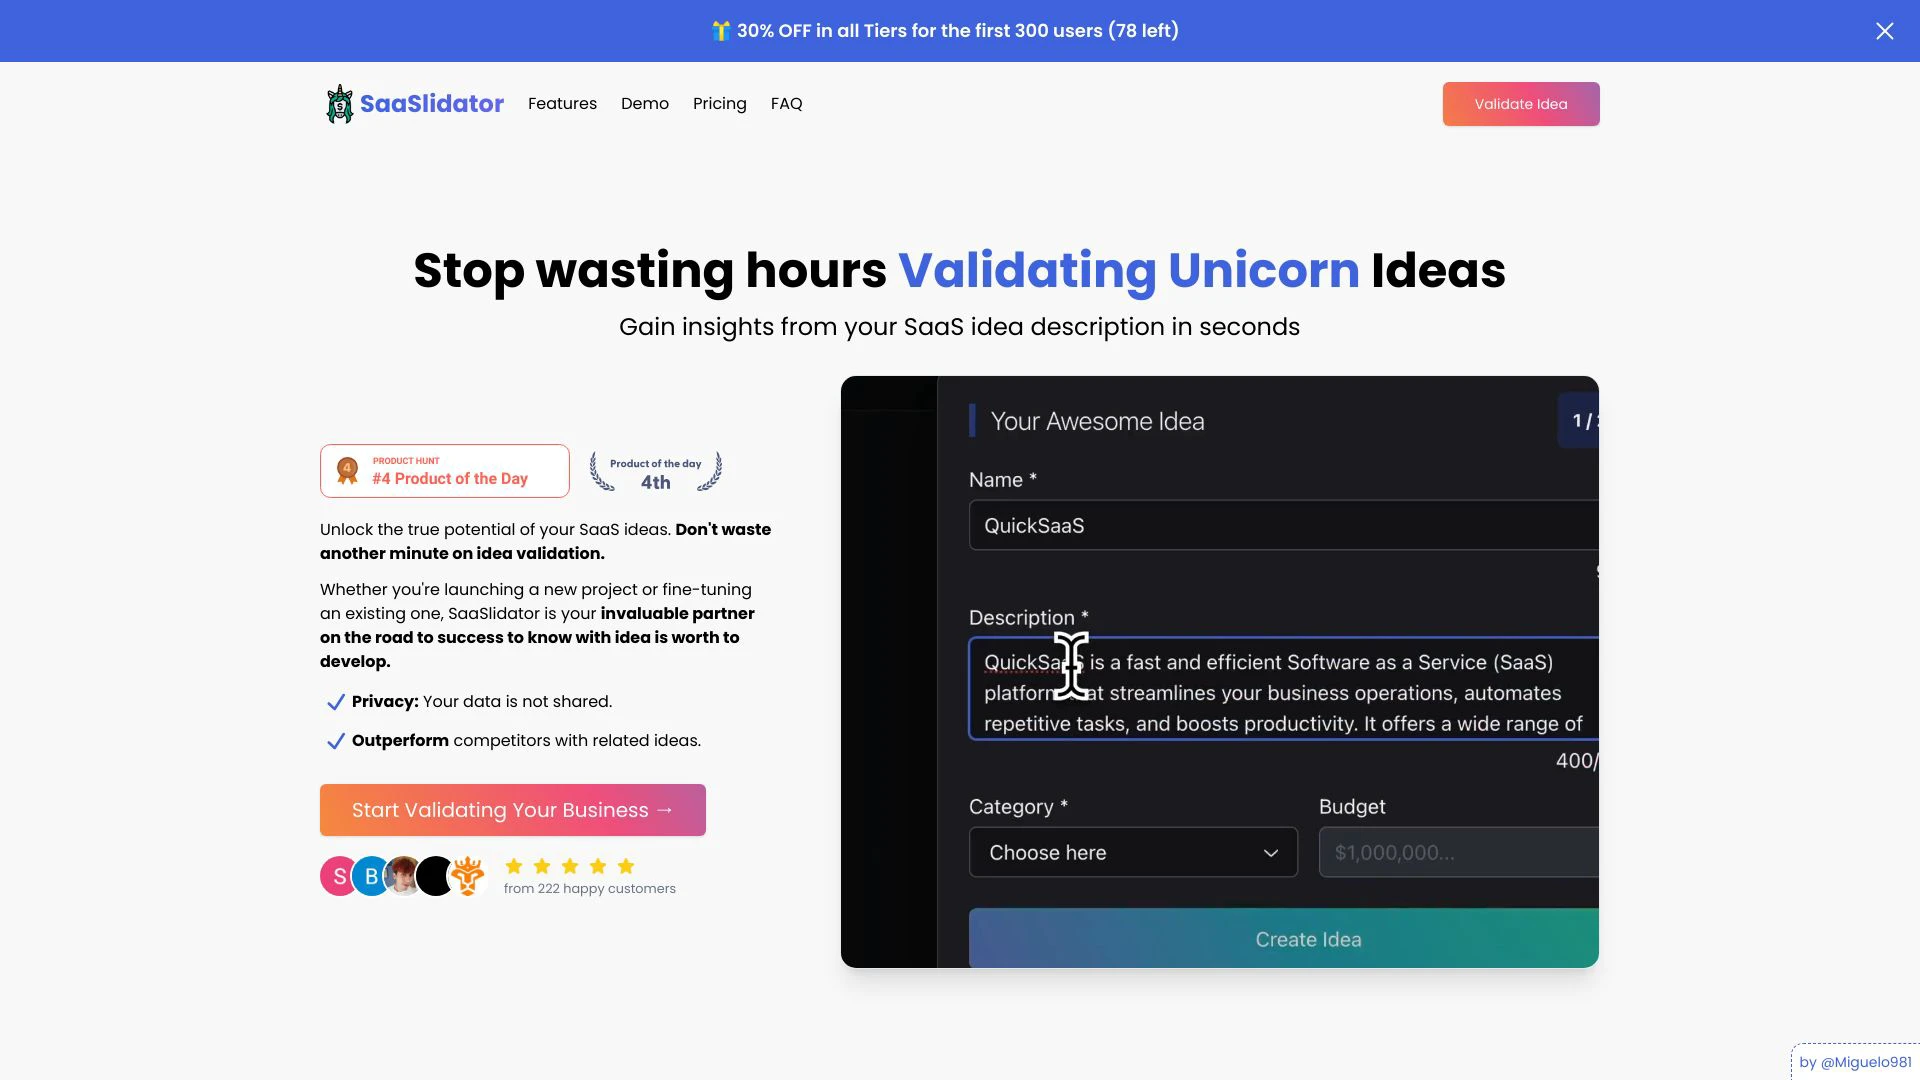 30% OFF in all Tiers for the first 300 users (78 left)
SaaSlidator
Features
Demo
Pricing
FAQ
Validate Idea
Stop wasting hours Validating Unicorn Ideas
Gain insights from your SaaS idea description in seconds
PRODUCT HUNT
#4 Product of the Day
4
Product of the day
4th
Unlock the true potential of your SaaS ideas. Don't waste
another minute on idea validation.
Whether you're launching a new project or fine-tuning
an existing one, SaaSlidator is your invaluable partner
on the road to success to know with idea is worth to
develop.
Privacy: Your data is not shared.
Outperform competitors with related ideas.
Start Validating Your Business →
S
B
from 222 happy customers
Your Awesome Idea
1 /
Name *
QuickSaaS
Description *
QuickSaaS is a fast and efficient Software as a Service (SaaS)
platform that streamlines your business operations, automates
repetitive tasks, and boosts productivity. It offers a wide range of
400/
Category *
Budget
Choose here
$1,000,000...
Create Idea
by @Miguelo981